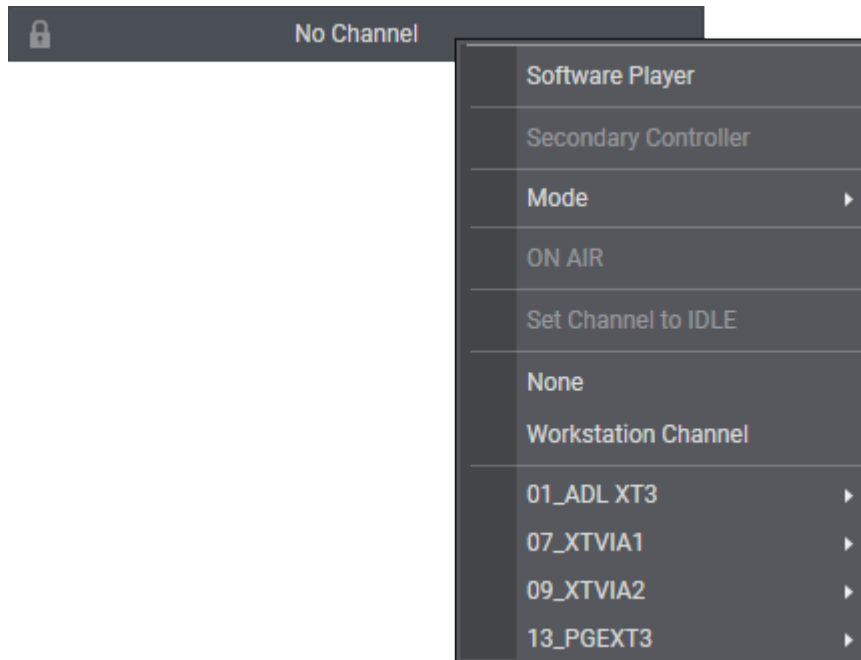 No Channel
Software Player
Secondary Controller
Mode
ON AIR
Set Channel to IDLE
None
Workstation Channel
01_ADL XT3
07_XTVIA1
09_XTVIA2
13_PGEXT3